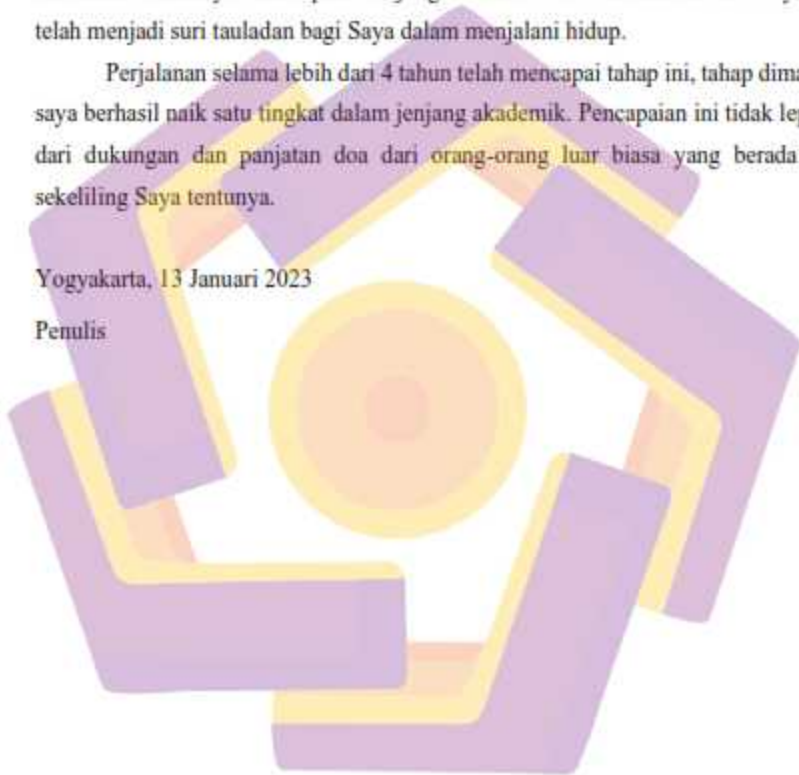 telah menjadi suri tauladan bagi Saya dalam menjalani hidup.
Perjalanan selama lebih dari 4 tahun telah mencapai tahap ini, tahap
saya berhasil naik satu tingkat dalam jenjang akademik. Pencapaian ini tidak
dari dukungan dan panjatan doa dari orang-orang luar biasa yang berada
sekeliling Saya tentunya.
Yogyakarta, 13 Januari 2023
Penulis